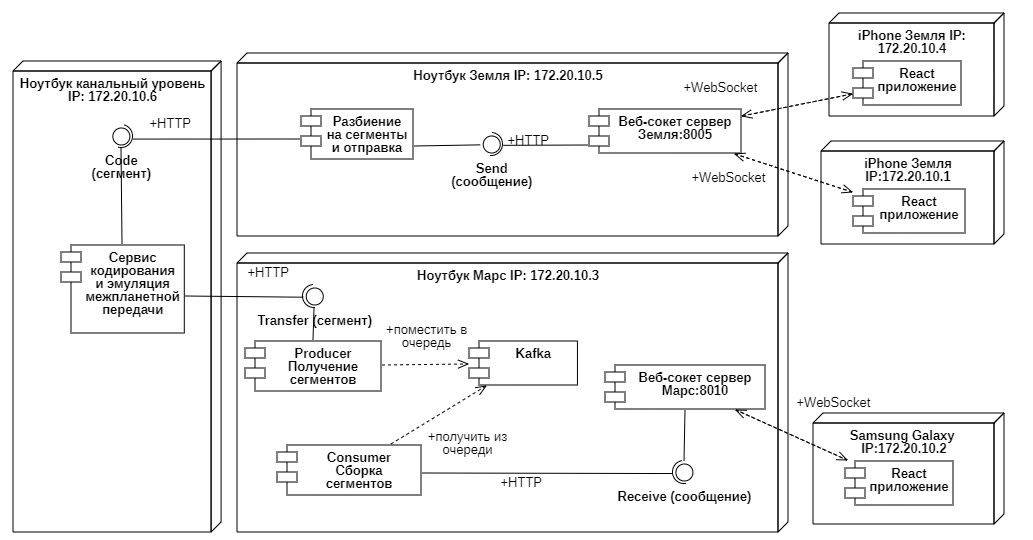 Ноутбук канальный уровень
IP: 172.20.10.6
+HTTP
Code
(сегмент)
Сервис
кодирования
и эмуляция
межпланетной
передачи
Ноутбук Земля IP: 172.20.10.5
Разбиение
на сегменты
и отправка
+HTTP
Send
(сообщение)
Веб-сокет сервер
Земля:8005
+WebSocket
+WebSocket
iPhone Земля IP:
172.20.10.4
React
приложение
iPhone Земля
IP:172.20.10.1
React
приложение
Ноутбук Марс IP: 172.20.10.3
+HTTP
Transfer (сегмент)
Producer
Получение
сегментов
+поместить в
очередь
Kafka
+получить из
очереди
Consumer
Сборка
сегментов
+HTTP
Веб-сокет сервер
Марс:8010
Receive (сообщение)
+WebSocket
Samsung Galaxy
IP:172.20.10.2
React
приложение